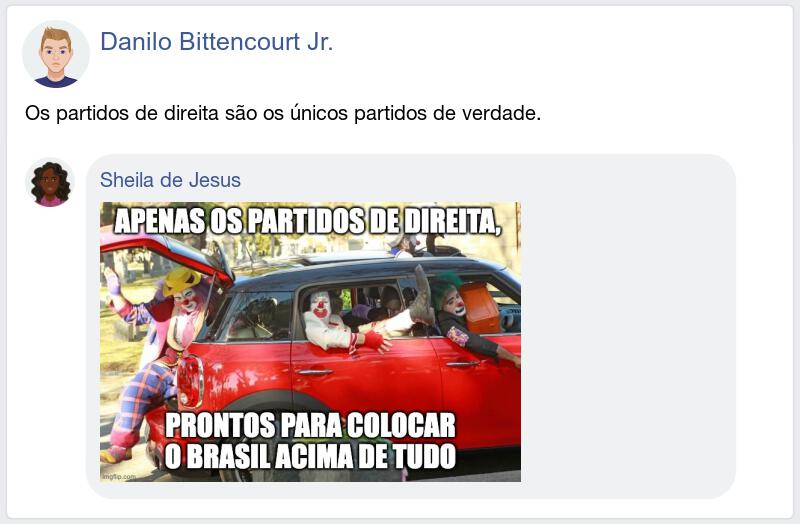 Danilo Bittencourt Jr.
Os partidos de direita são os únicos partidos de verdade.
Sheila de Jesus
APENAS OS PARTIDOS DE DIREITA,
PRONTOS PARA COLOCAR
O BRASIL ACIMA DE TUDO
imgflip.com